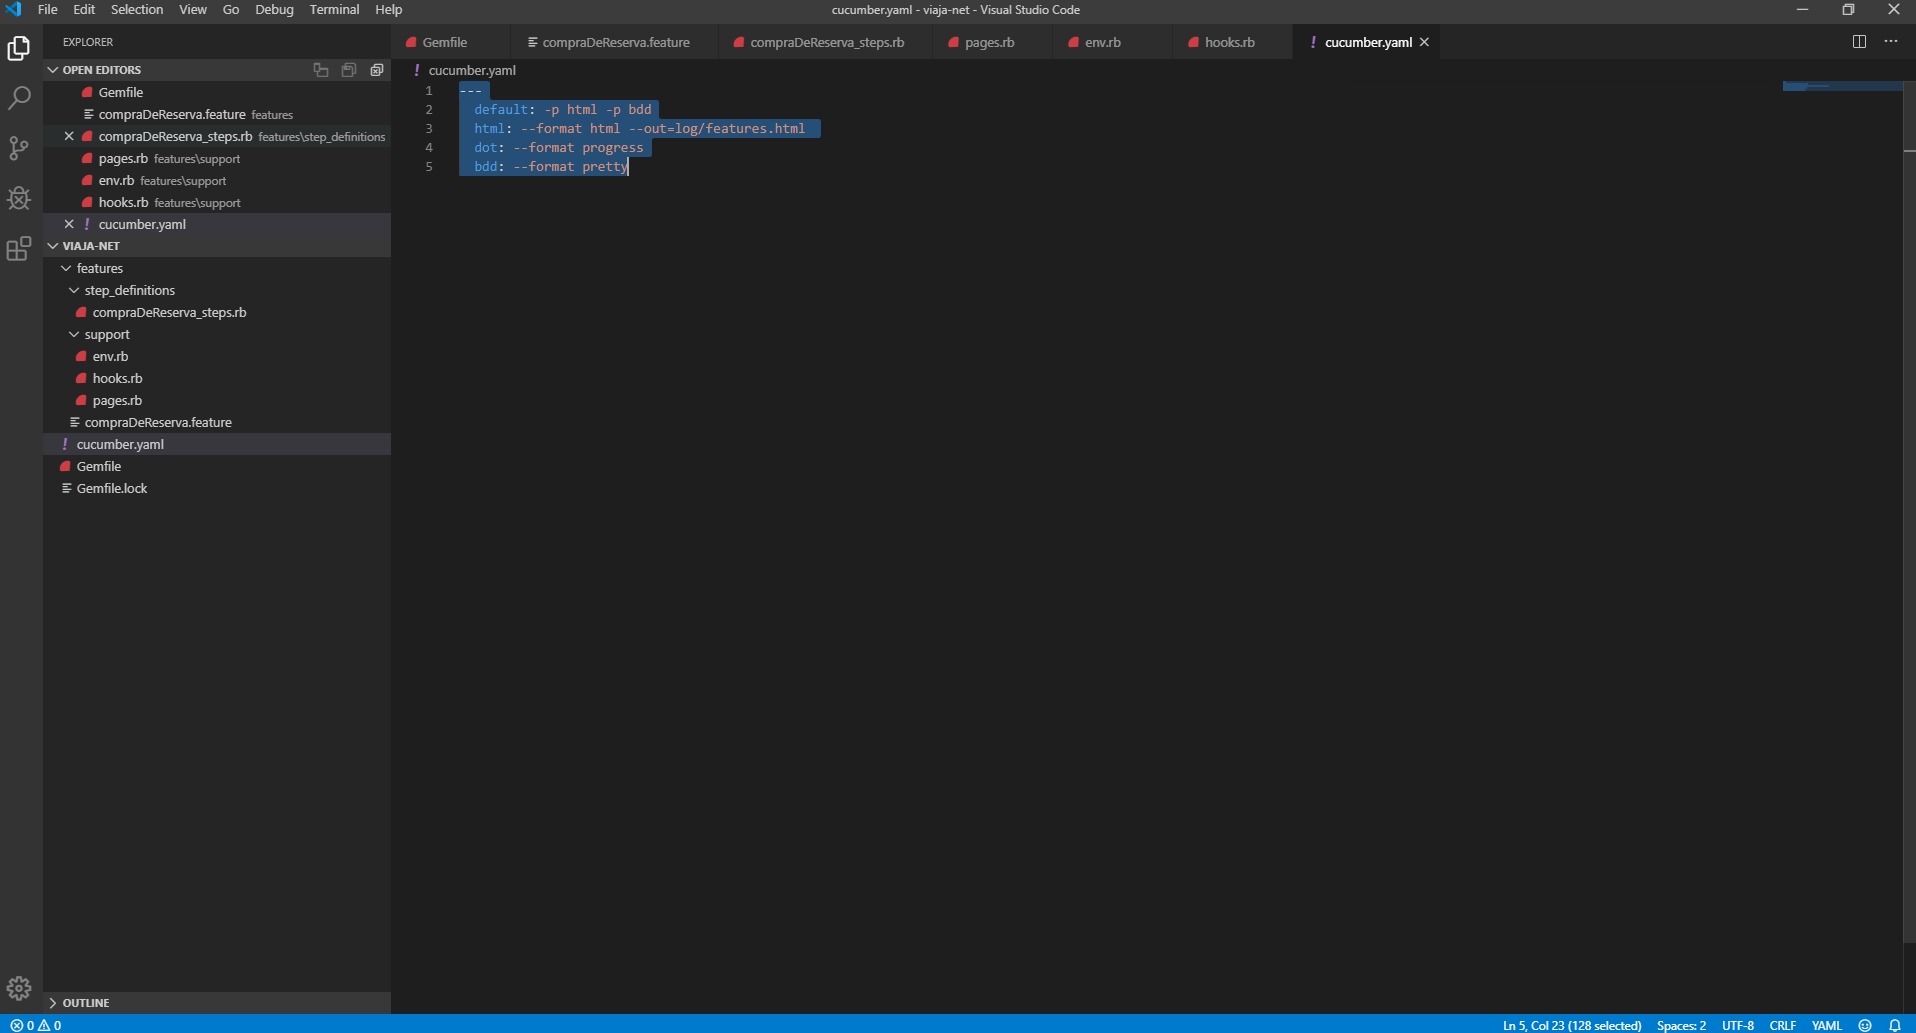 File Edit Selection View Go Debug Terminal Help
cucumber.yaml - viaja-net - Visual Studio Code
EXPLORER
OPEN EDITORS
Gemfile
compraDeReserva.feature features
compraDeReserva_steps.rb features\step_definitions
pages.rb features\support
env.rb features\support
hooks.rb features\support
! cucumber.yaml
VIAJA-NET
features
step_definitions
compraDeReserva_steps.rb
support
env.rb
hooks.rb
pages.rb
compraDeReserva.feature
! cucumber.yaml
Gemfile
Gemfile.lock
OUTLINE
Gemfile compraDeReserva.feature compraDeReserva_steps.rb pages.rb env.rb hooks.rb ! cucumber.yaml
! cucumber.yaml
1 ---
2 default: -p html -p bdd
3 html: --format html --out=log/features.html
4 dot: --format progress
5 bdd: --format pretty
0 0
Ln 5, Col 23 (128 selected) Spaces: 2 UTF-8 CRLF YAML